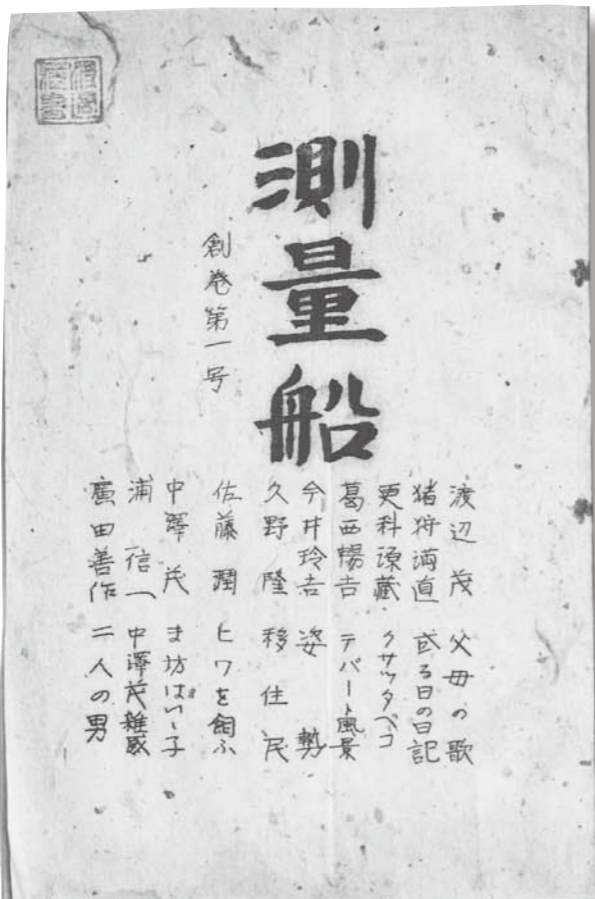 測量船
創巻第一号
渡辺茂 父母の歌
猪狩満直 或る日の日記
更科源藏 クサツタベコ
葛西暢吉 デパート風景
今井玲吉 姿勢
久野隆 移住民
佐藤潤 ヒワを飼ふ
中澤茂 ま坊はいゝ子
浦信一 中澤茂雑感
廣田善作 二人の男